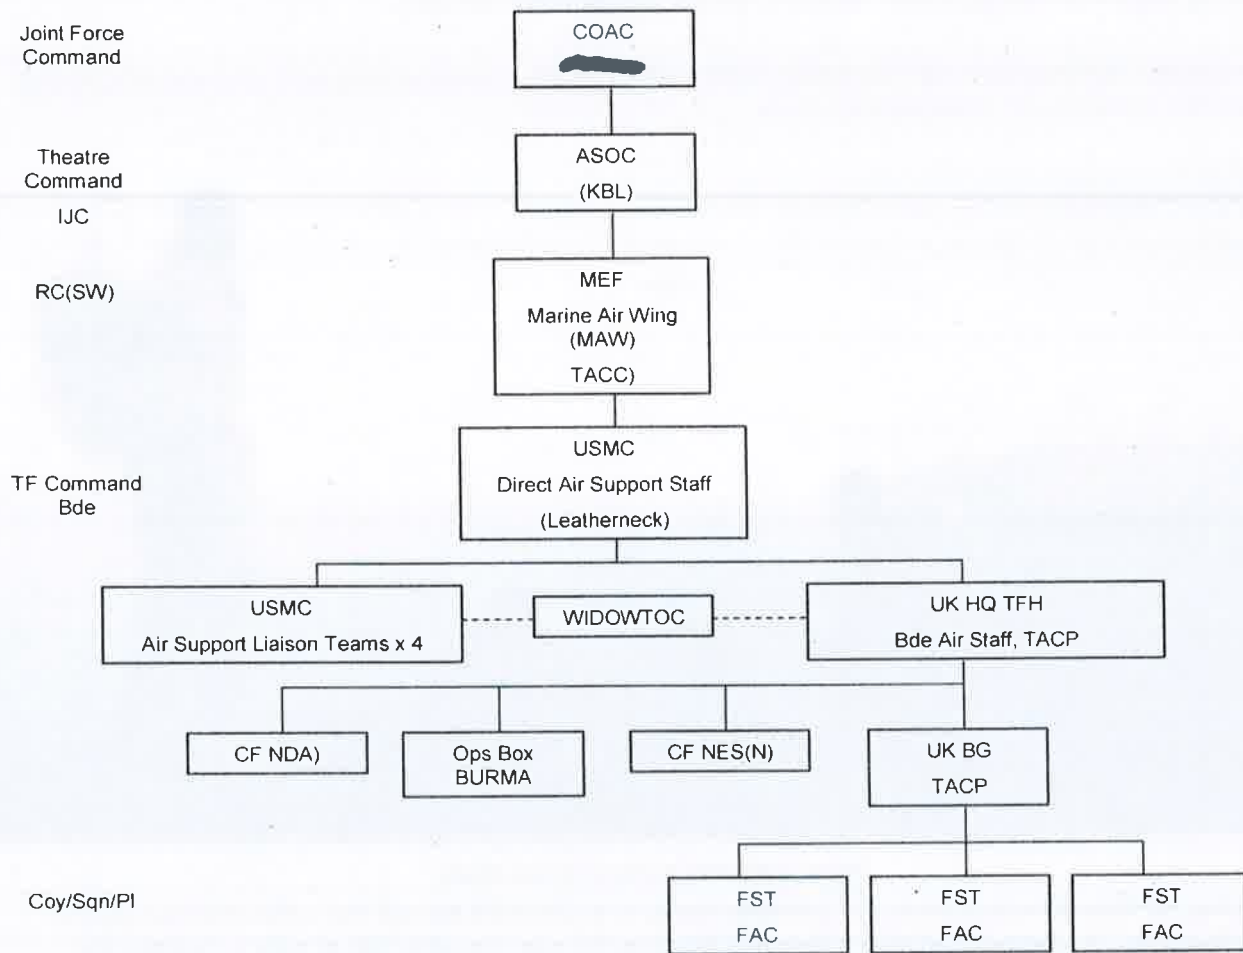 Joint Force
Command
COAC
Theatre
Command
IJC
ASOC
(KBL)
RC(SW)
MEF
Marine Air Wing
(MAW)
TACC)
TF Command
Bde
USMC
Direct Air Support Staff
(Leatherneck)
USMC
Air Support Liaison Teams x 4
WIDOWTOC
UK HQ TFH
Bde Air Staff, TACP
CF NDA)
Ops Box
BURMA
CF NES(N)
UK BG
TACP
Coy/Sqn/Pl
FST
FAC
FST
FAC
FST
FAC